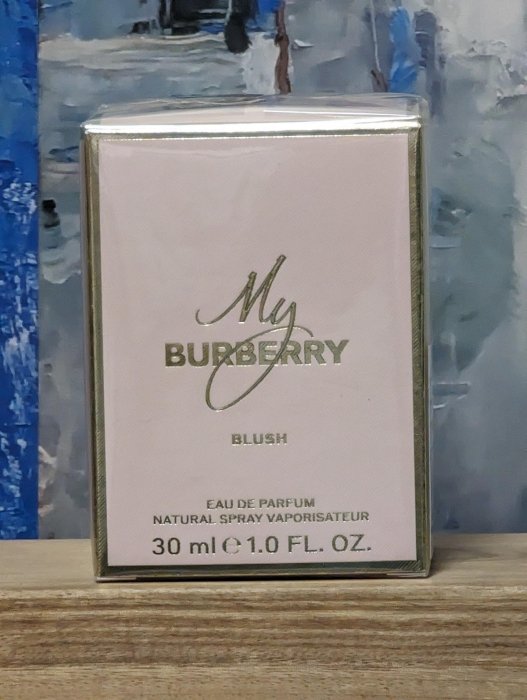 My
BURBERRY
BLUSH
EAU DE PARFUM
NATURAL SPRAY VAPORISATEUR
30 ml ℮ 1.0 FL. OZ.